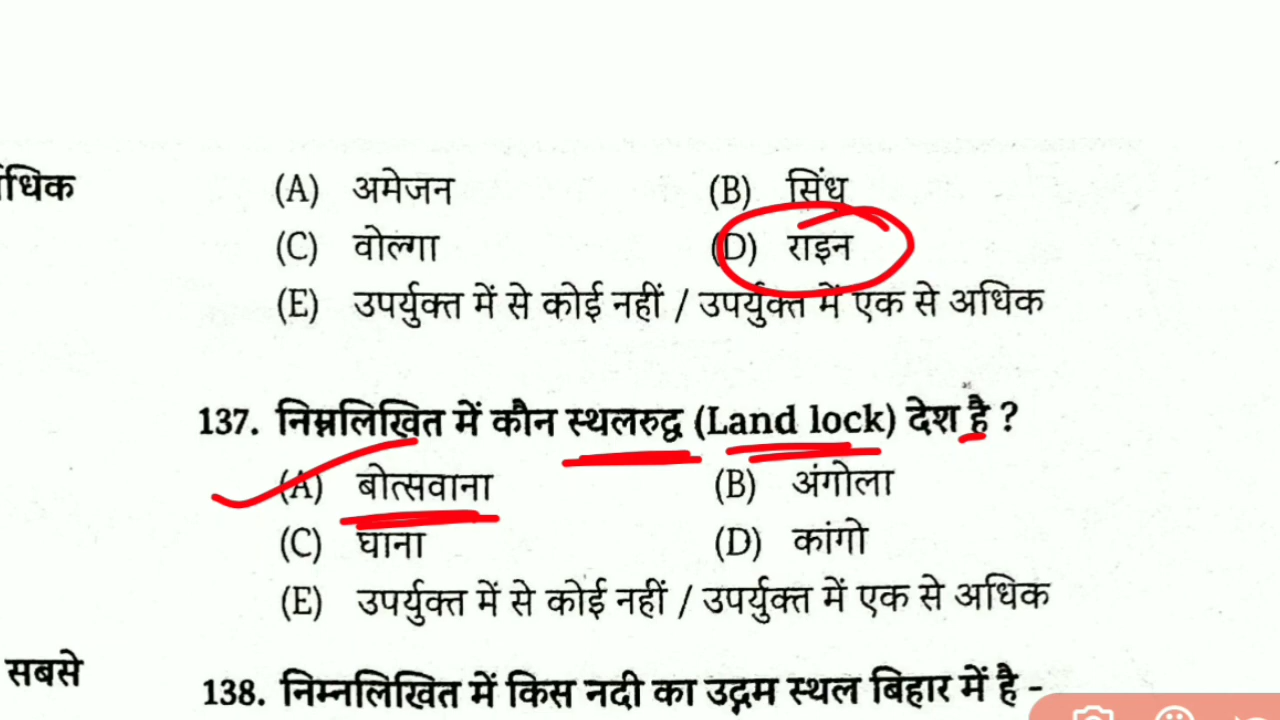 र्वाधिक
(A) अमेजन (B) सिंधु
(C) वोल्गा (D) राइन
(E) उपर्युक्त में से कोई नहीं / उपर्युक्त में एक से अधिक
137. निम्नलिखित में कौन स्थलरुद्ध (Land lock) देश है ?
(A) बोत्सवाना (B) अंगोला
(C) घाना (D) कांगो
(E) उपर्युक्त में से कोई नहीं / उपर्युक्त में एक से अधिक
सबसे
138. निम्नलिखित में किस नदी का उद्गम स्थल बिहार में है -